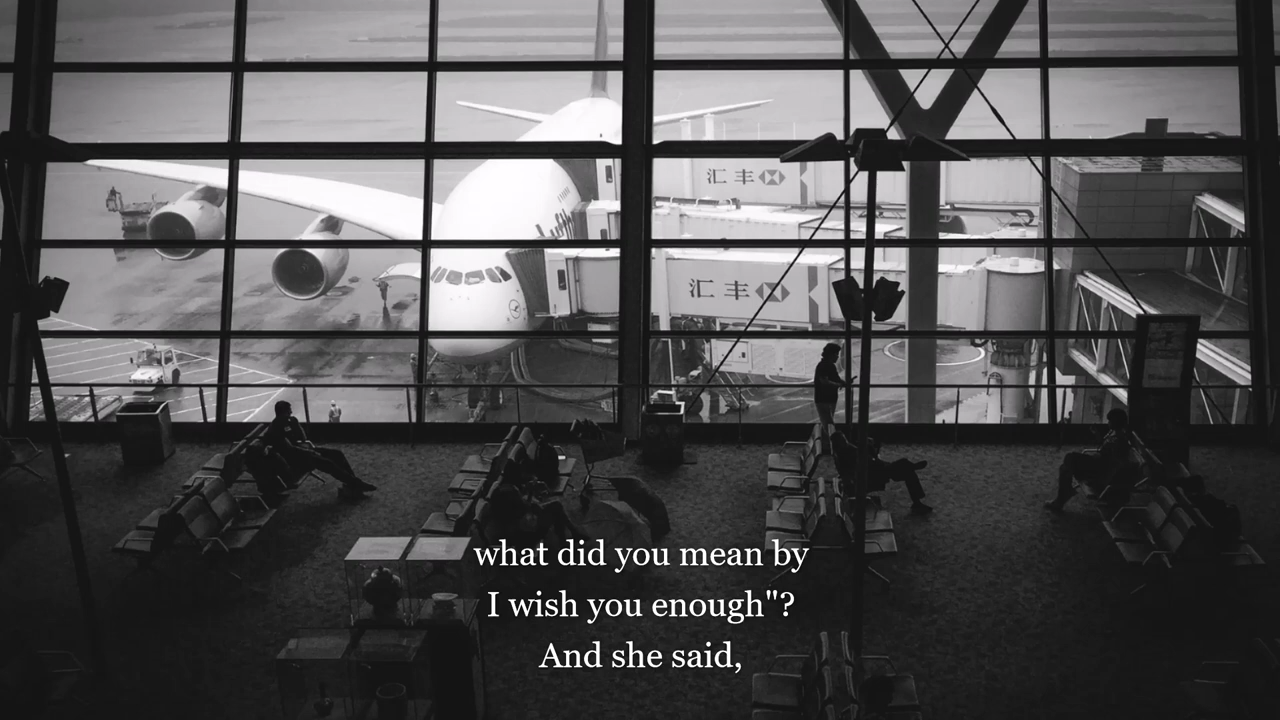 汇丰
汇丰
what did you mean by
I wish you enough"?
And she said,